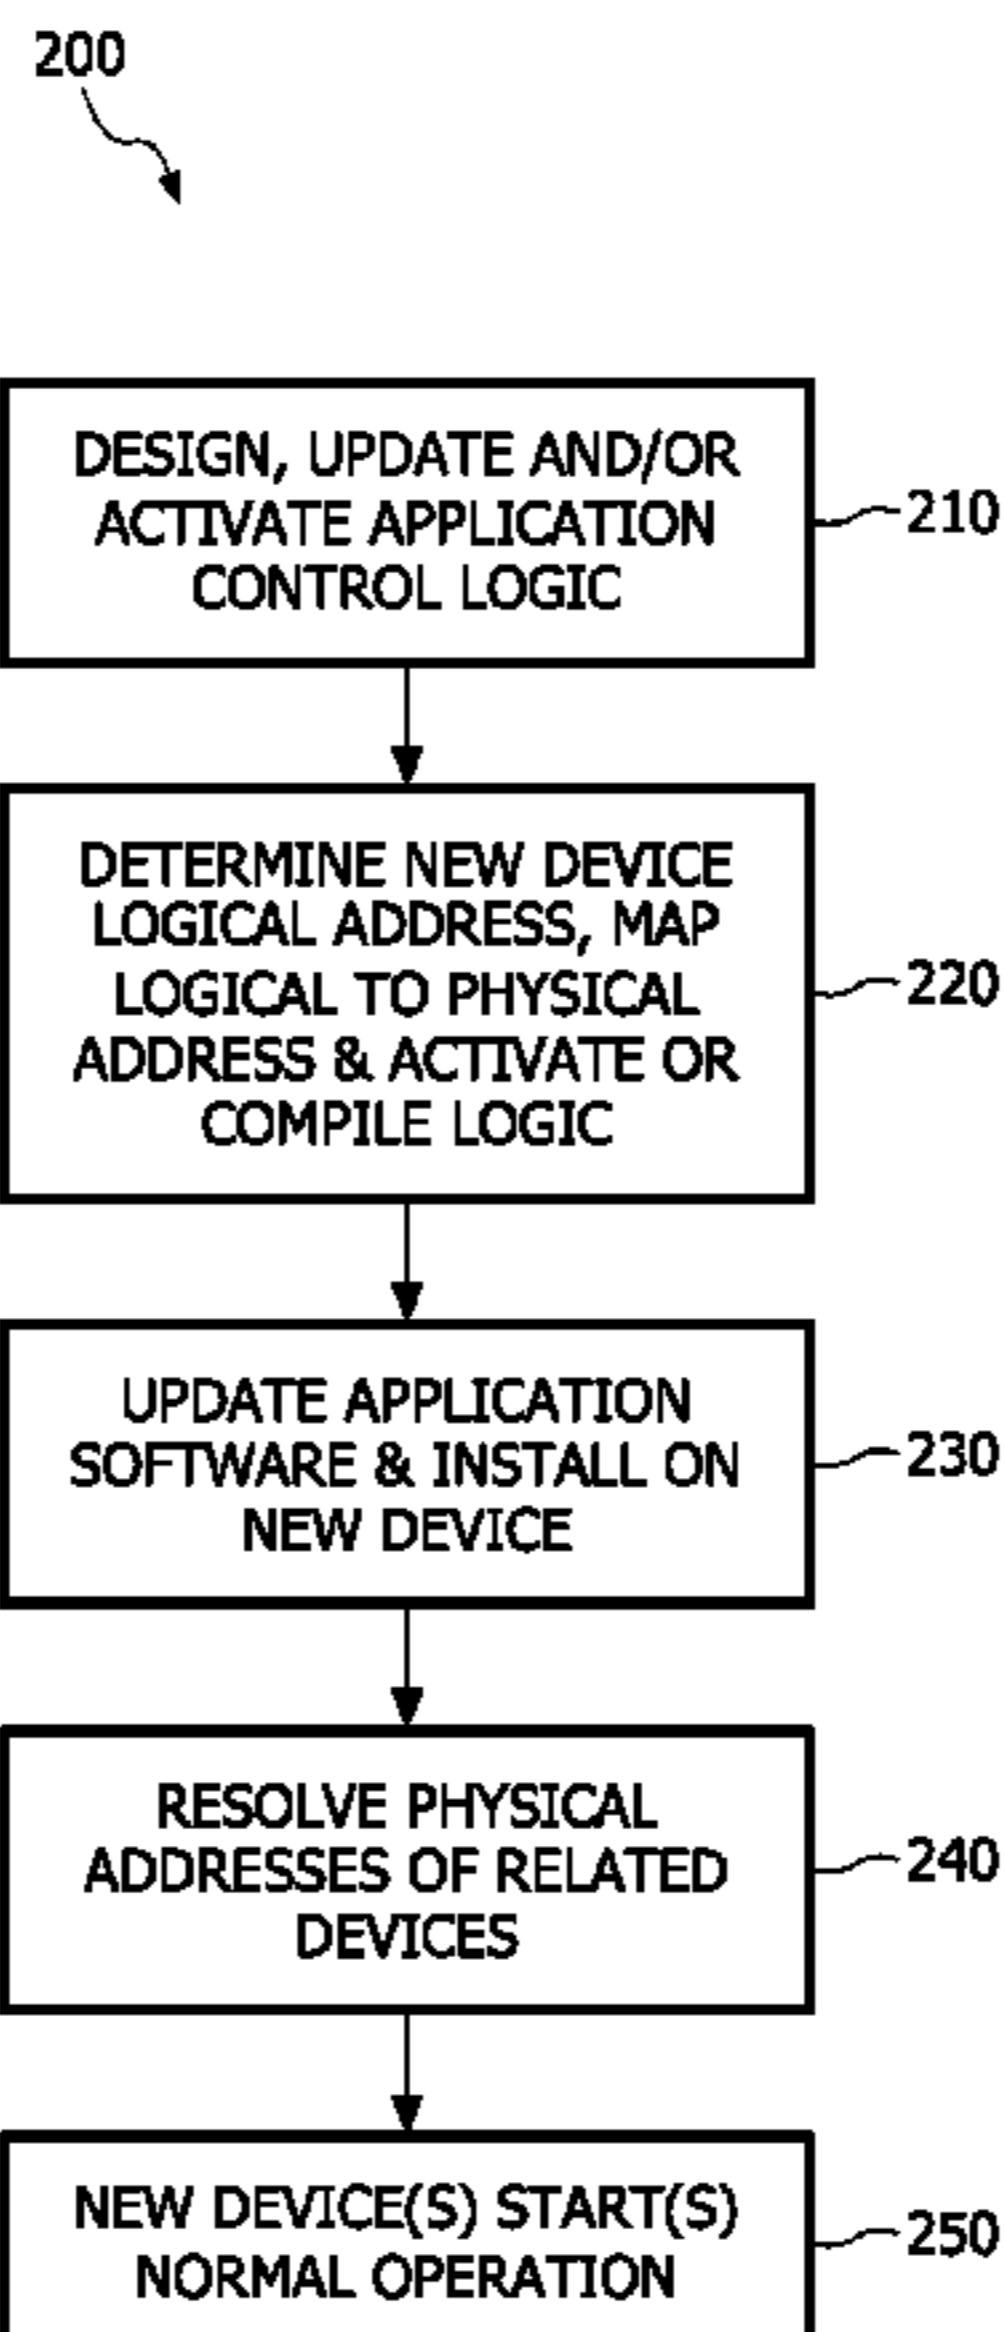 200
DESIGN, UPDATE AND/OR
ACTIVATE APPLICATION
CONTROL LOGIC
210
DETERMINE NEW DEVICE
LOGICAL ADDRESS, MAP
LOGICAL TO PHYSICAL
ADDRESS & ACTIVATE OR
COMPILE LOGIC
220
UPDATE APPLICATION
SOFTWARE & INSTALL ON
NEW DEVICE
230
RESOLVE PHYSICAL
ADDRESSES OF RELATED
DEVICES
240
NEW DEVICE(S) START(S)
NORMAL OPERATION
250